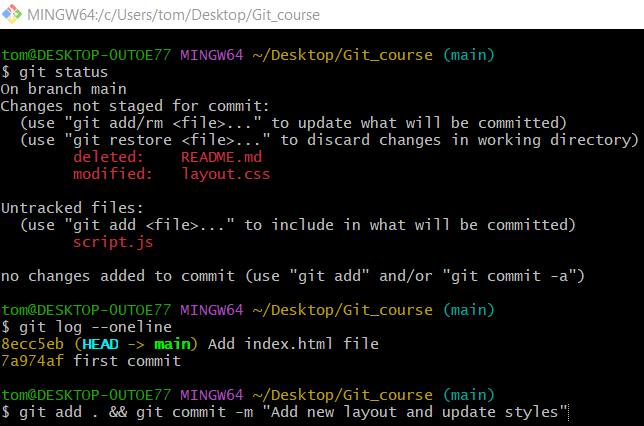 MINGW64:/c/Users/tom/Desktop/Git_course
tom@DESKTOP-OUTOE77 MINGW64 ~/Desktop/Git_course (main)
$ git status
On branch main
Changes not staged for commit:
  (use "git add/rm <file>..." to update what will be committed)
  (use "git restore <file>..." to discard changes in working directory)
        deleted:    README.md
        modified:   layout.css

Untracked files:
  (use "git add <file>..." to include in what will be committed)
        script.js

no changes added to commit (use "git add" and/or "git commit -a")

tom@DESKTOP-OUTOE77 MINGW64 ~/Desktop/Git_course (main)
$ git log --oneline
8ecc5eb (HEAD -> main) Add index.html file
7a974af first commit

tom@DESKTOP-OUTOE77 MINGW64 ~/Desktop/Git_course (main)
$ git add . && git commit -m "Add new layout and update styles"